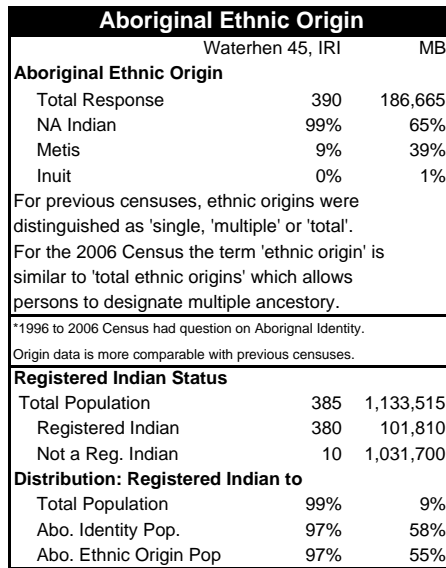 Aboriginal Ethnic Origin
Waterhen 45, IRI MB
Aboriginal Ethnic Origin
Total Response 390 186,665
NA Indian 99% 65%
Metis 9% 39%
Inuit 0% 1%
For previous censuses, ethnic origins were
distinguished as 'single, 'multiple' or 'total'.
For the 2006 Census the term 'ethnic origin' is
similar to 'total ethnic origins' which allows
persons to designate multiple ancestory.
*1996 to 2006 Census had question on Aborignal Identity.
Origin data is more comparable with previous censuses.
Registered Indian Status
Total Population 385 1,133,515
Registered Indian 380 101,810
Not a Reg. Indian 10 1,031,700
Distribution: Registered Indian to
Total Population 99% 9%
Abo. Identity Pop. 97% 58%
Abo. Ethnic Origin Pop 97% 55%